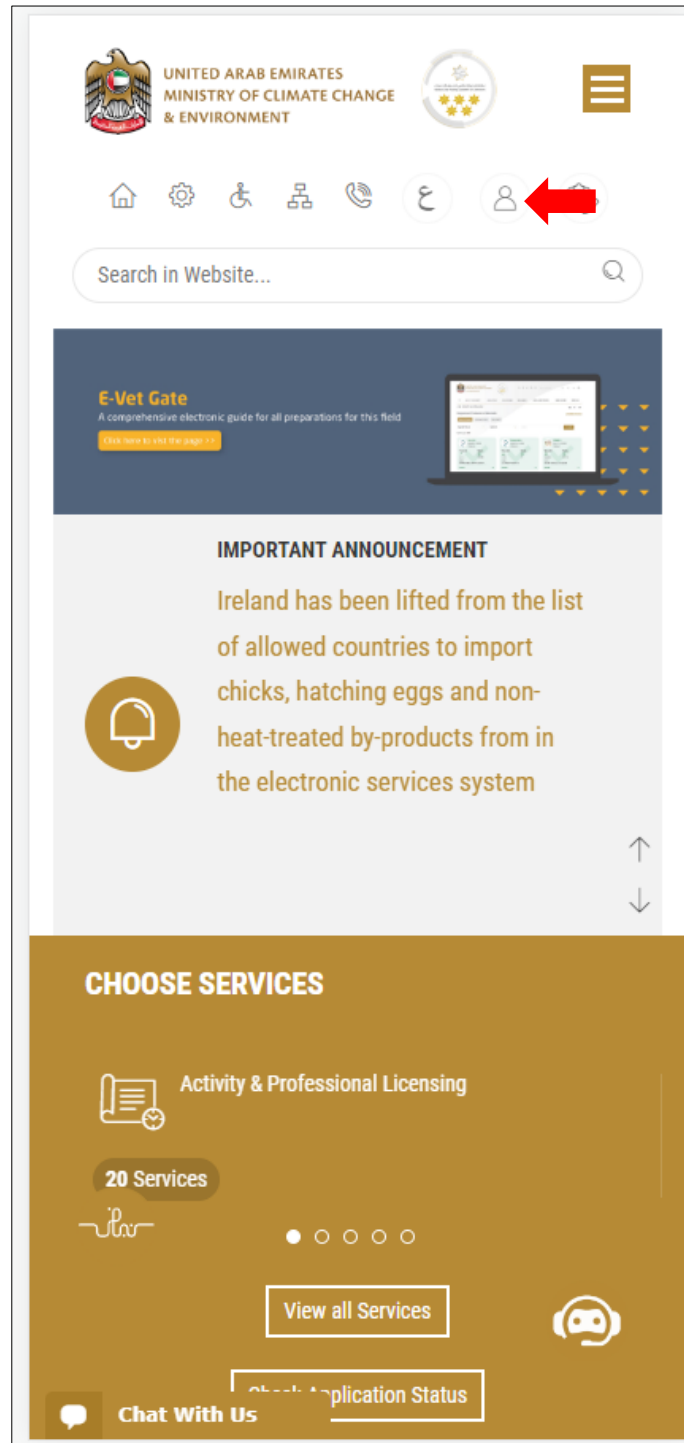 UNITED ARAB EMIRATES
MINISTRY OF CLIMATE CHANGE
& ENVIRONMENT
ع
Search in Website...
E-Vet Gate
A comprehensive electronic guide for all preparations for this field
Click here to visit the page >>
IMPORTANT ANNOUNCEMENT
Ireland has been lifted from the list
of allowed countries to import
chicks, hatching eggs and non-
heat-treated by-products from in
the electronic services system
CHOOSE SERVICES
Activity & Professional Licensing
20 Services
View all Services
Check Application Status
Chat With Us